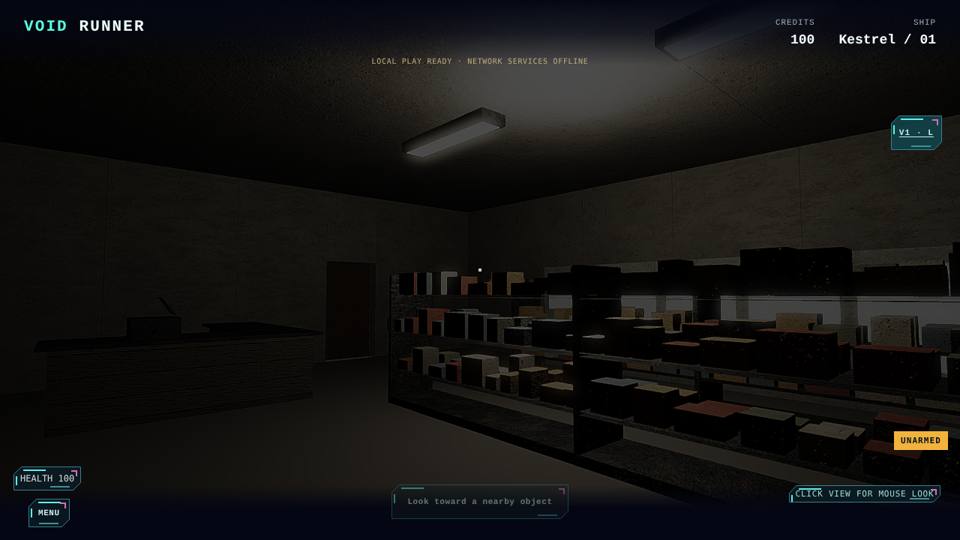 VOID RUNNER
CREDITS
100
SHIP
Kestrel / 01
LOCAL PLAY READY · NETWORK SERVICES OFFLINE
V1 · L
UNARMED
HEALTH 100
MENU
Look toward a nearby object
CLICK VIEW FOR MOUSE LOOK